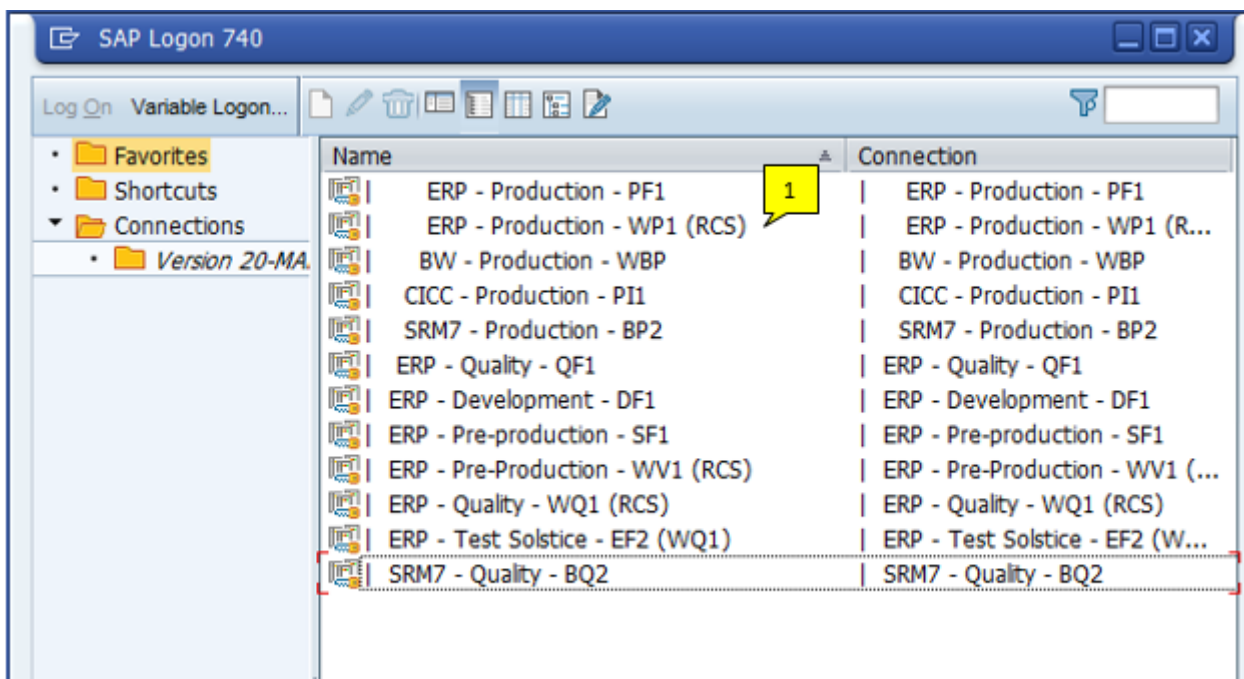 SAP Logon 740
Log On Variable Logon...
Favorites
Shortcuts
Connections
Version 20-MA.
Name Connection
| ERP - Production - PF1 | ERP - Production - PF1
1
| ERP - Production - WP1 (RCS) | ERP - Production - WP1 (R...
| BW - Production - WBP | BW - Production - WBP
| CICC - Production - PI1 | CICC - Production - PI1
| SRM7 - Production - BP2 | SRM7 - Production - BP2
| ERP - Quality - QF1 | ERP - Quality - QF1
| ERP - Development - DF1 | ERP - Development - DF1
| ERP - Pre-production - SF1 | ERP - Pre-production - SF1
| ERP - Pre-Production - WV1 (RCS) | ERP - Pre-Production - WV1 (...
| ERP - Quality - WQ1 (RCS) | ERP - Quality - WQ1 (RCS)
| ERP - Test Solstice - EF2 (WQ1) | ERP - Test Solstice - EF2 (W...
| SRM7 - Quality - BQ2 | SRM7 - Quality - BQ2